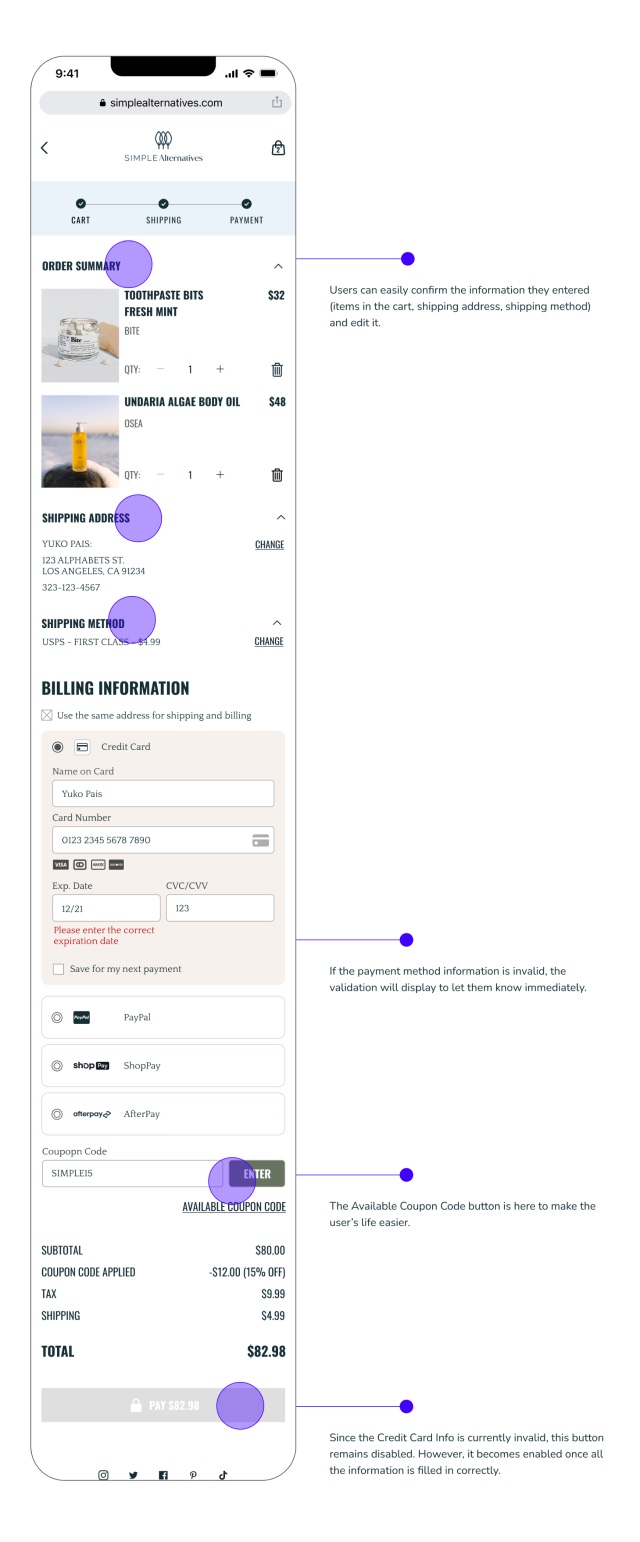 9:41
simplealternatives.com
SIMPLE Alternatives
2
CART SHIPPING PAYMENT
ORDER SUMMARY
Users can easily confirm the information they entered
(items in the cart, shipping address, shipping method)
and edit it.
TOOTHPASTE BITS $32
FRESH MINT
BITE
Bite
QTY: 1 +
UNDARIA ALGAE BODY OIL $48
OSEA
QTY: 1 +
SHIPPING ADDRESS
YUKO PAIS: CHANGE
123 ALPHABETS ST.
LOS ANGELES, CA 91234
323-123-4567
SHIPPING METHOD
USPS - FIRST CLASS - $4.99 CHANGE
BILLING INFORMATION
Use the same address for shipping and billing
Credit Card
Name on Card
Yuko Pais
Card Number
0123 2345 5678 7890
VISA AMEX
Exp. Date CVC/CVV
12/21 123
Please enter the correct
expiration date
Save for my next payment
If the payment method information is invalid, the
validation will display to let them know immediately.
PayPal PayPal
shop Pay ShopPay
afterpay AfterPay
Coupopn Code
SIMPLE15 ENTER
AVAILABLE COUPON CODE
The Available Coupon Code button is here to make the
user's life easier.
SUBTOTAL $80.00
COUPON CODE APPLIED -$12.00 (15% OFF)
TAX $9.99
SHIPPING $4.99
TOTAL $82.98
PAY $82.98
Since the Credit Card Info is currently invalid, this button
remains disabled. However, it becomes enabled once all
the information is filled in correctly.